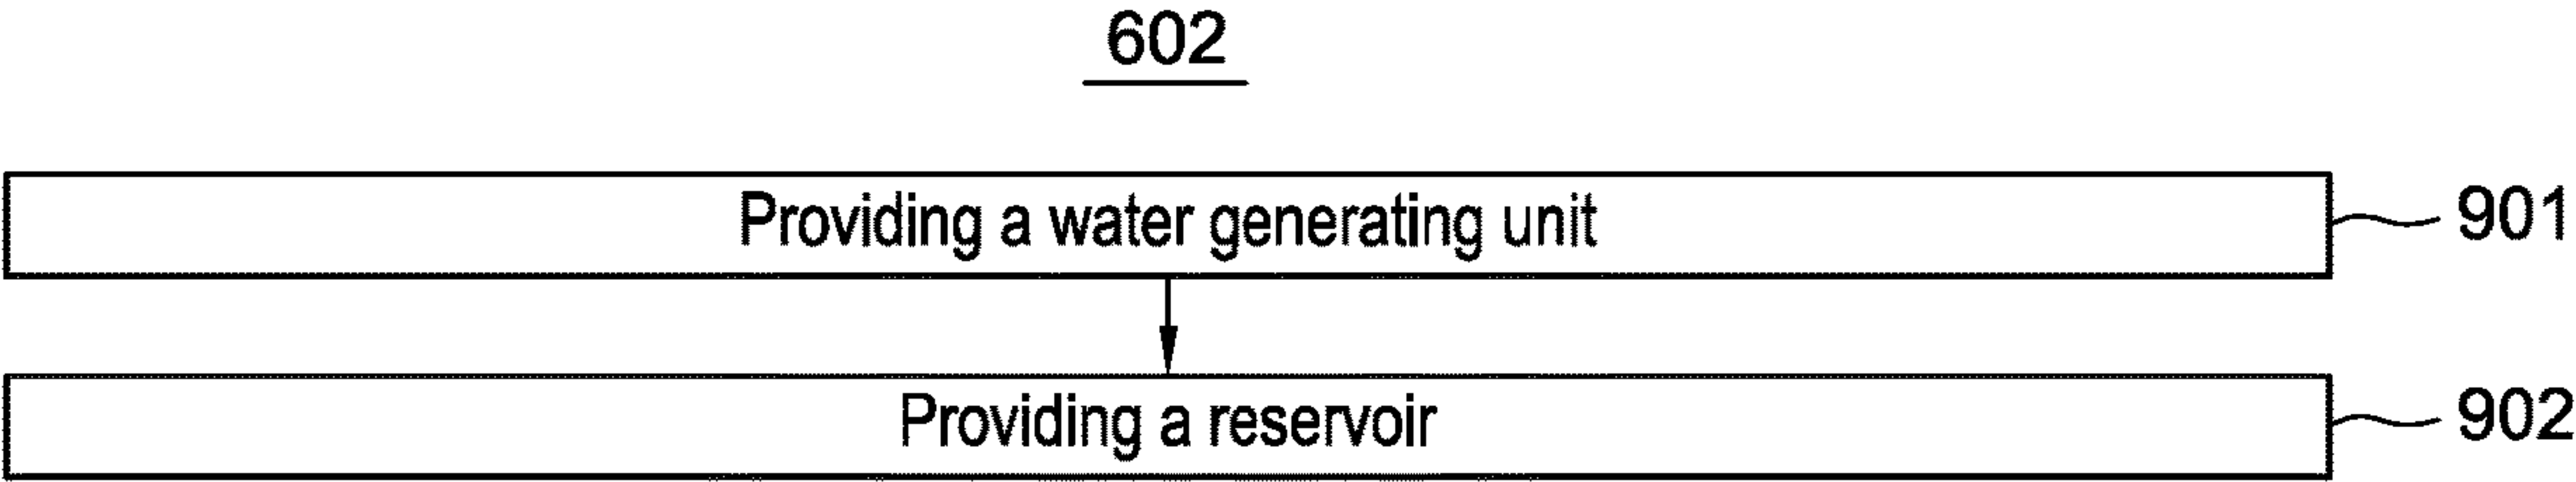 602
Providing a water generating unit 901
Providing a reservoir 902